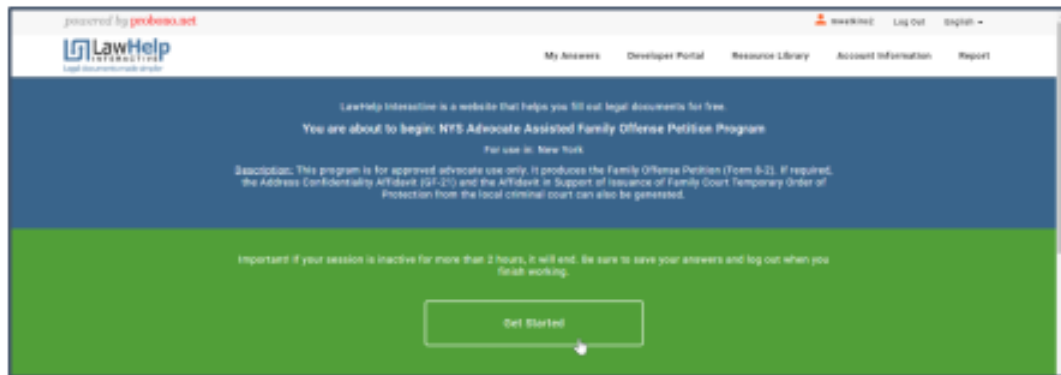 powered by probono.net
Log Out English
LawHelp
INTERACTIVE
Legal documents made simple
My Answers Developer Portal Resource Library Account Information Report
LawHelp Interactive is a website that helps you fill out legal documents for free.
You are about to begin: NYS Advocate Assisted Family Offense Petition Program
For use in: New York
Description: This program is for approved advocate use only. It produces the Family Offense Petition (Form 8-2). If required,
the Address Confidentiality Affidavit (GF-21) and the Affidavit in Support of Issuance of Family Court Temporary Order of
Protection from the local criminal court can also be generated.
Important! If your session is inactive for more than 2 hours, it will end. Be sure to save your answers and log out when you
finish working.
Get Started